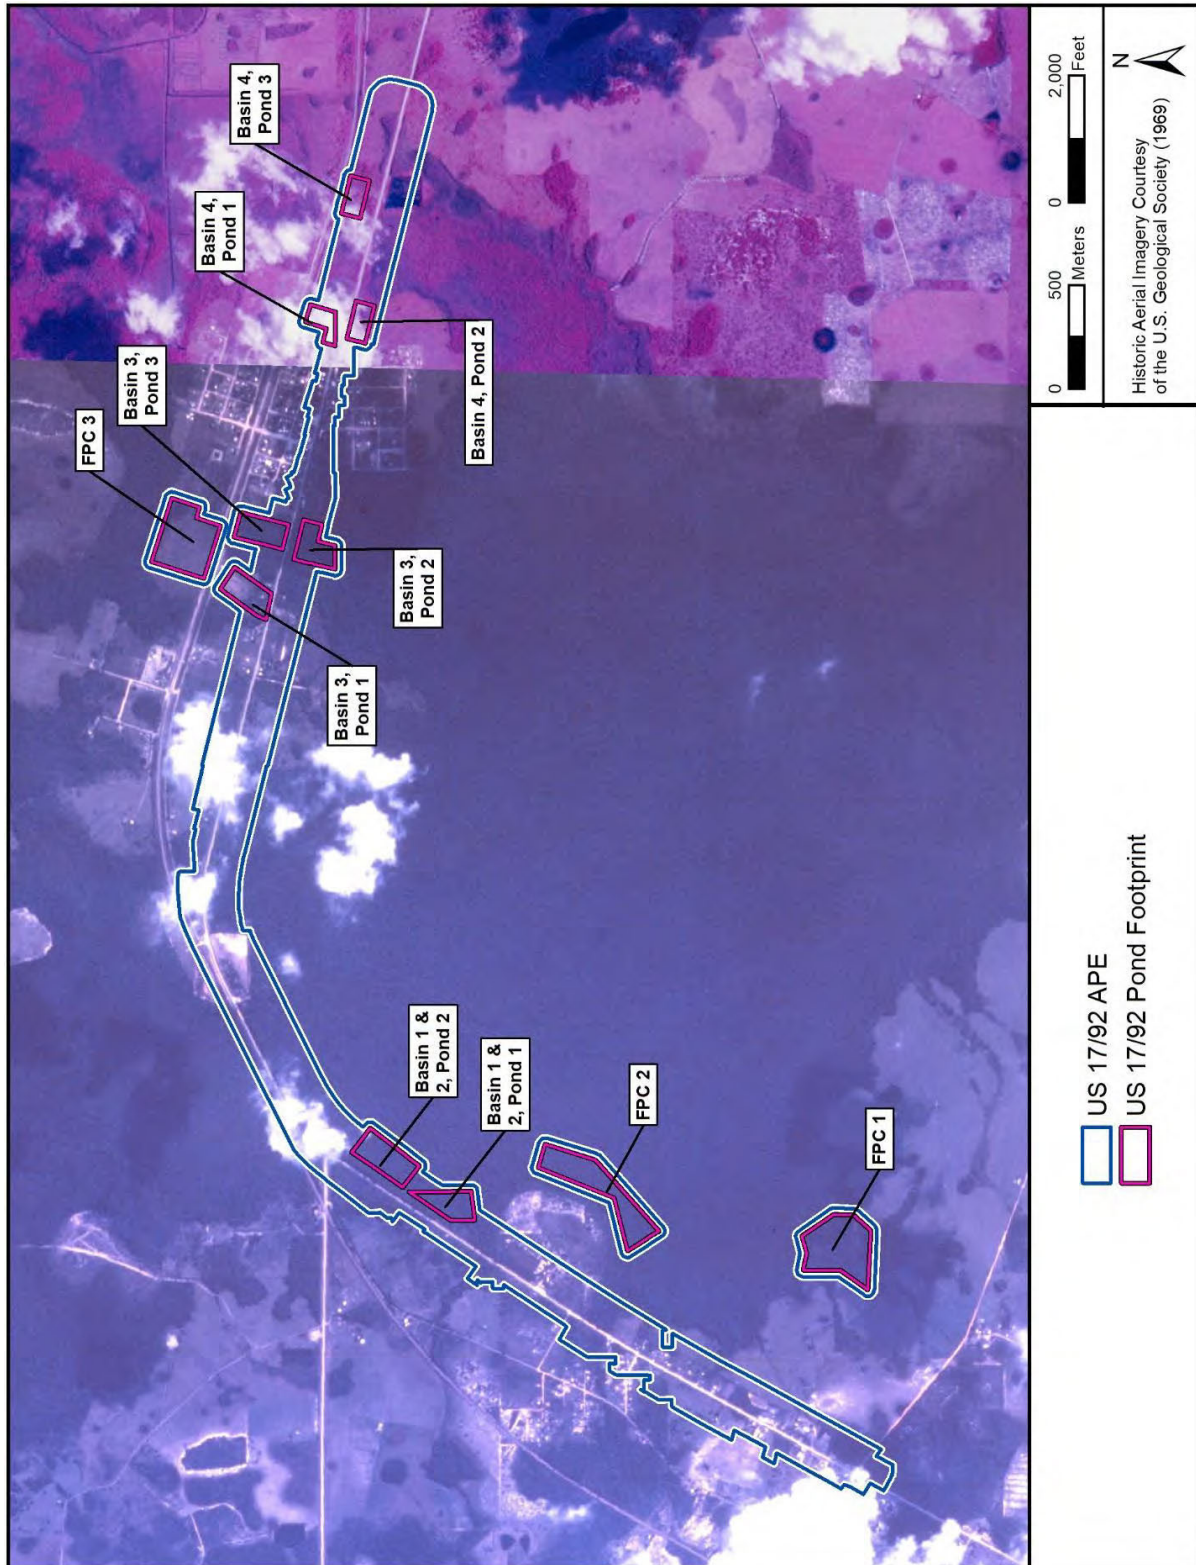 Basin 4,
Pond 3
Basin 4,
Pond 1
Basin 3,
Pond 3
FPC 3
Basin 4, Pond 2
Basin 3,
Pond 2
Basin 3,
Pond 1
Basin 1 &
2, Pond 2
Basin 1 &
2, Pond 1
FPC 2
FPC 1
US 17/92 APE
US 17/92 Pond Footprint
0 500
Meters
0 2,000
Feet
N
Historic Aerial Imagery Courtesy
of the U.S. Geological Society (1969)